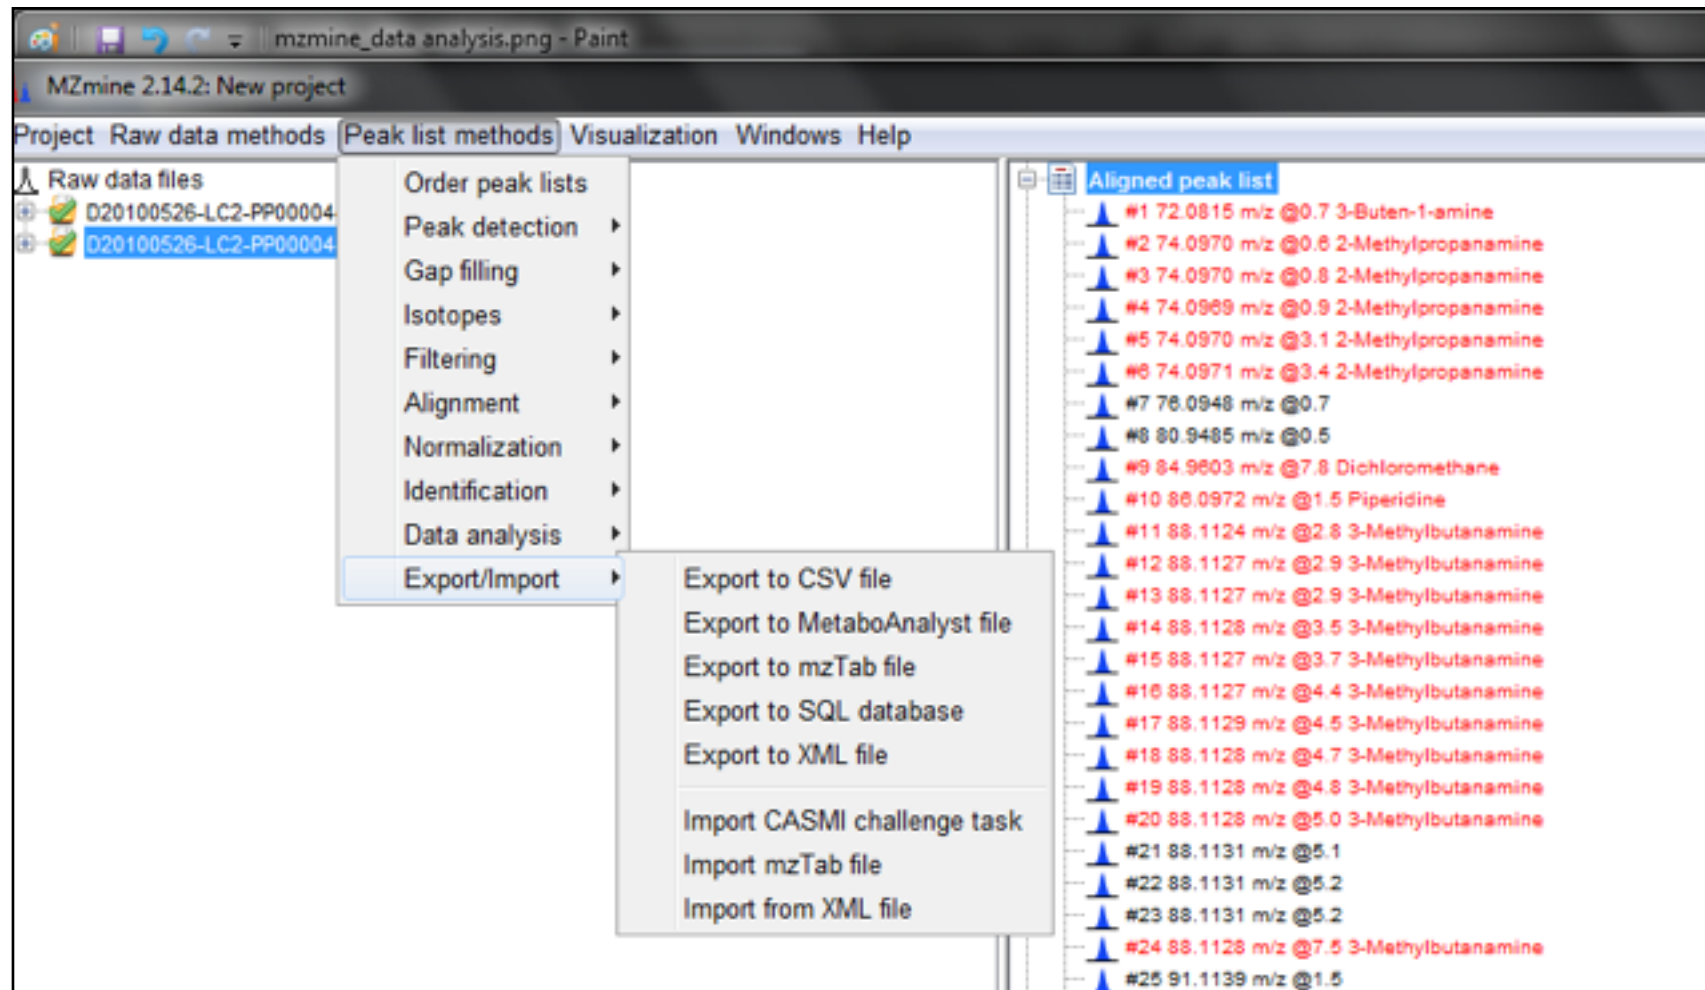 mzmine_data analysis.png - Paint
MZmine 2.14.2: New project
Project Raw data methods Peak list methods Visualization Windows Help
Raw data files
D20100526-LC2-PP00004-
D20100526-LC2-PP00004
Order peak lists
Peak detection
Gap filling
Isotopes
Filtering
Alignment
Normalization
Identification
Data analysis
Export/Import
Export to CSV file
Export to MetaboAnalyst file
Export to mzTab file
Export to SQL database
Export to XML file
Import CASMI challenge task
Import mzTab file
Import from XML file
Aligned peak list
#1 72.0815 m/z @0.7 3-Buten-1-amine
#2 74.0970 m/z @0.6 2-Methylpropanamine
#3 74.0970 m/z @0.8 2-Methylpropanamine
#4 74.0969 m/z @0.9 2-Methylpropanamine
#5 74.0970 m/z @3.1 2-Methylpropanamine
#6 74.0971 m/z @3.4 2-Methylpropanamine
#7 76.0948 m/z @0.7
#8 80.9485 m/z @0.5
#9 84.9603 m/z @7.8 Dichloromethane
#10 86.0972 m/z @1.5 Piperidine
#11 88.1124 m/z @2.8 3-Methylbutanamine
#12 88.1127 m/z @2.9 3-Methylbutanamine
#13 88.1127 m/z @2.9 3-Methylbutanamine
#14 88.1128 m/z @3.5 3-Methylbutanamine
#15 88.1127 m/z @3.7 3-Methylbutanamine
#16 88.1127 m/z @4.4 3-Methylbutanamine
#17 88.1129 m/z @4.5 3-Methylbutanamine
#18 88.1128 m/z @4.7 3-Methylbutanamine
#19 88.1128 m/z @4.8 3-Methylbutanamine
#20 88.1128 m/z @5.0 3-Methylbutanamine
#21 88.1131 m/z @5.1
#22 88.1131 m/z @5.2
#23 88.1131 m/z @5.2
#24 88.1128 m/z @7.5 3-Methylbutanamine
#25 91.1139 m/z @1.5